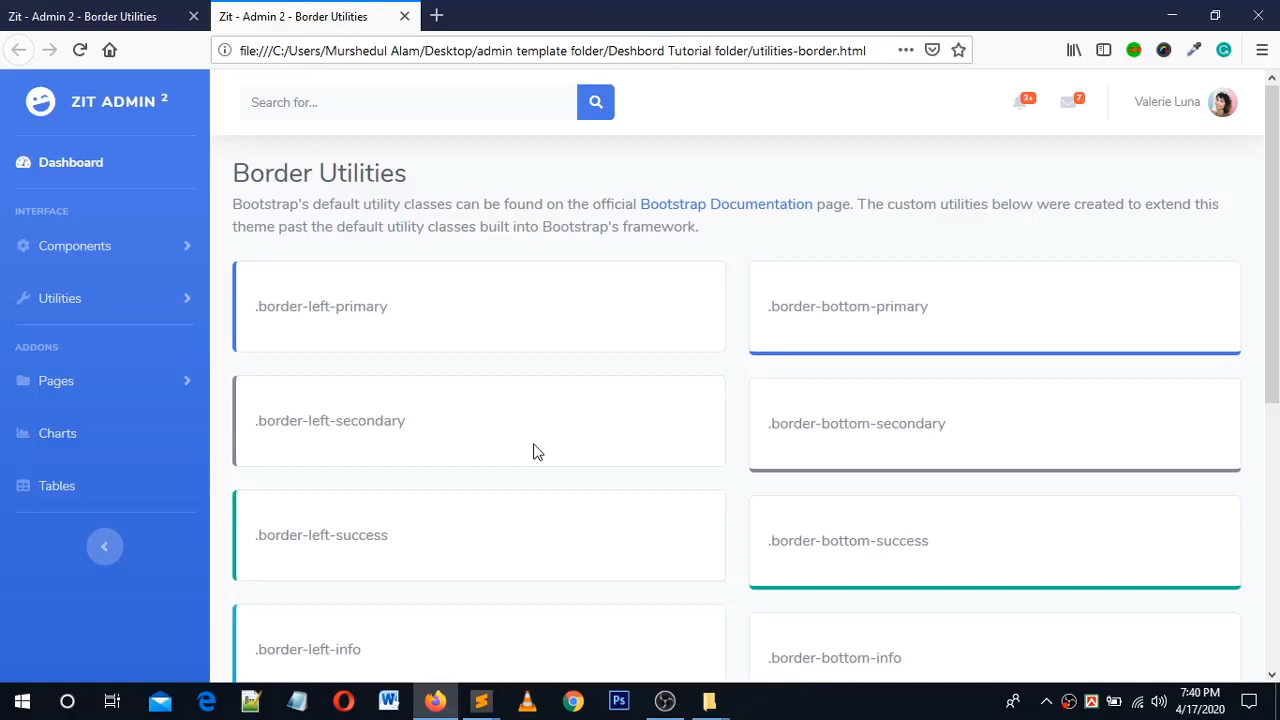 Zit - Admin 2 - Border Utilities
Zit - Admin 2 - Border Utilities
file:///C:/Users/Murshedul Alam/Desktop/admin template folder/Deshbord Tutorial folder/utilities-border.html
ZIT ADMIN 2
Search for...
3+
7
Valerie Luna
Dashboard
INTERFACE
Components
Utilities
ADDONS
Pages
Charts
Tables
Border Utilities
Bootstrap's default utility classes can be found on the official Bootstrap Documentation page. The custom utilities below were created to extend this
theme past the default utility classes built into Bootstrap's framework.
.border-left-primary
.border-bottom-primary
.border-left-secondary
.border-bottom-secondary
.border-left-success
.border-bottom-success
.border-left-info
.border-bottom-info
7:40 PM
4/17/2020